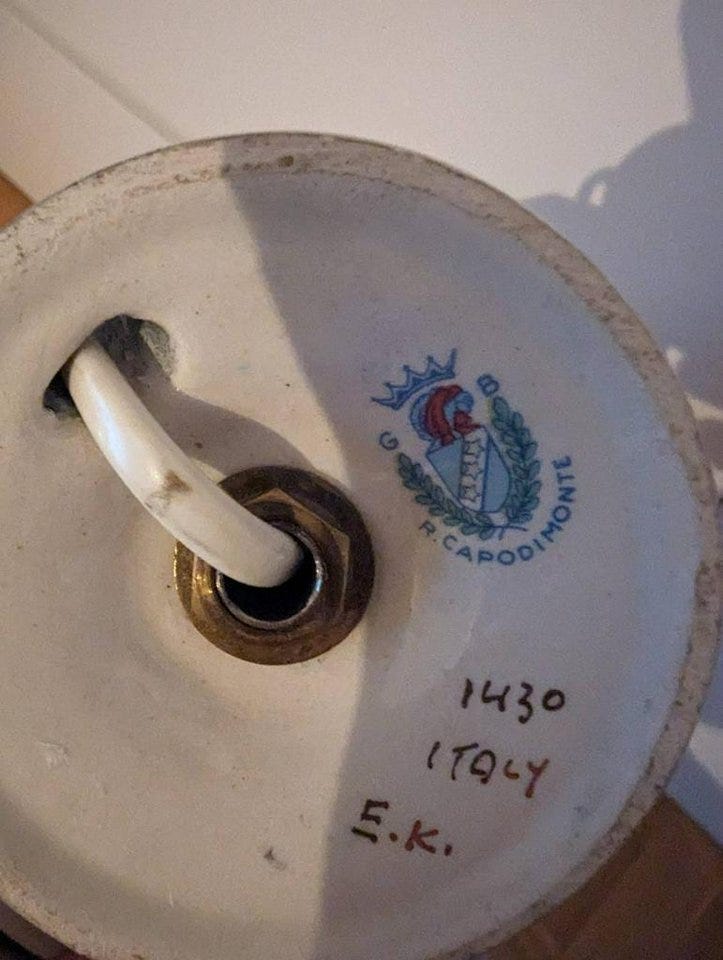 G B
R. CAPODIMONTE
1430
ITALY
E.K.